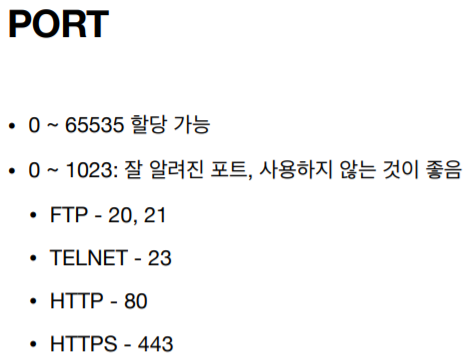 PORT
• 0 ~ 65535 할당 가능
• 0 ~ 1023: 잘 알려진 포트, 사용하지 않는 것이 좋음
• FTP - 20, 21
• TELNET - 23
• HTTP - 80
• HTTPS - 443